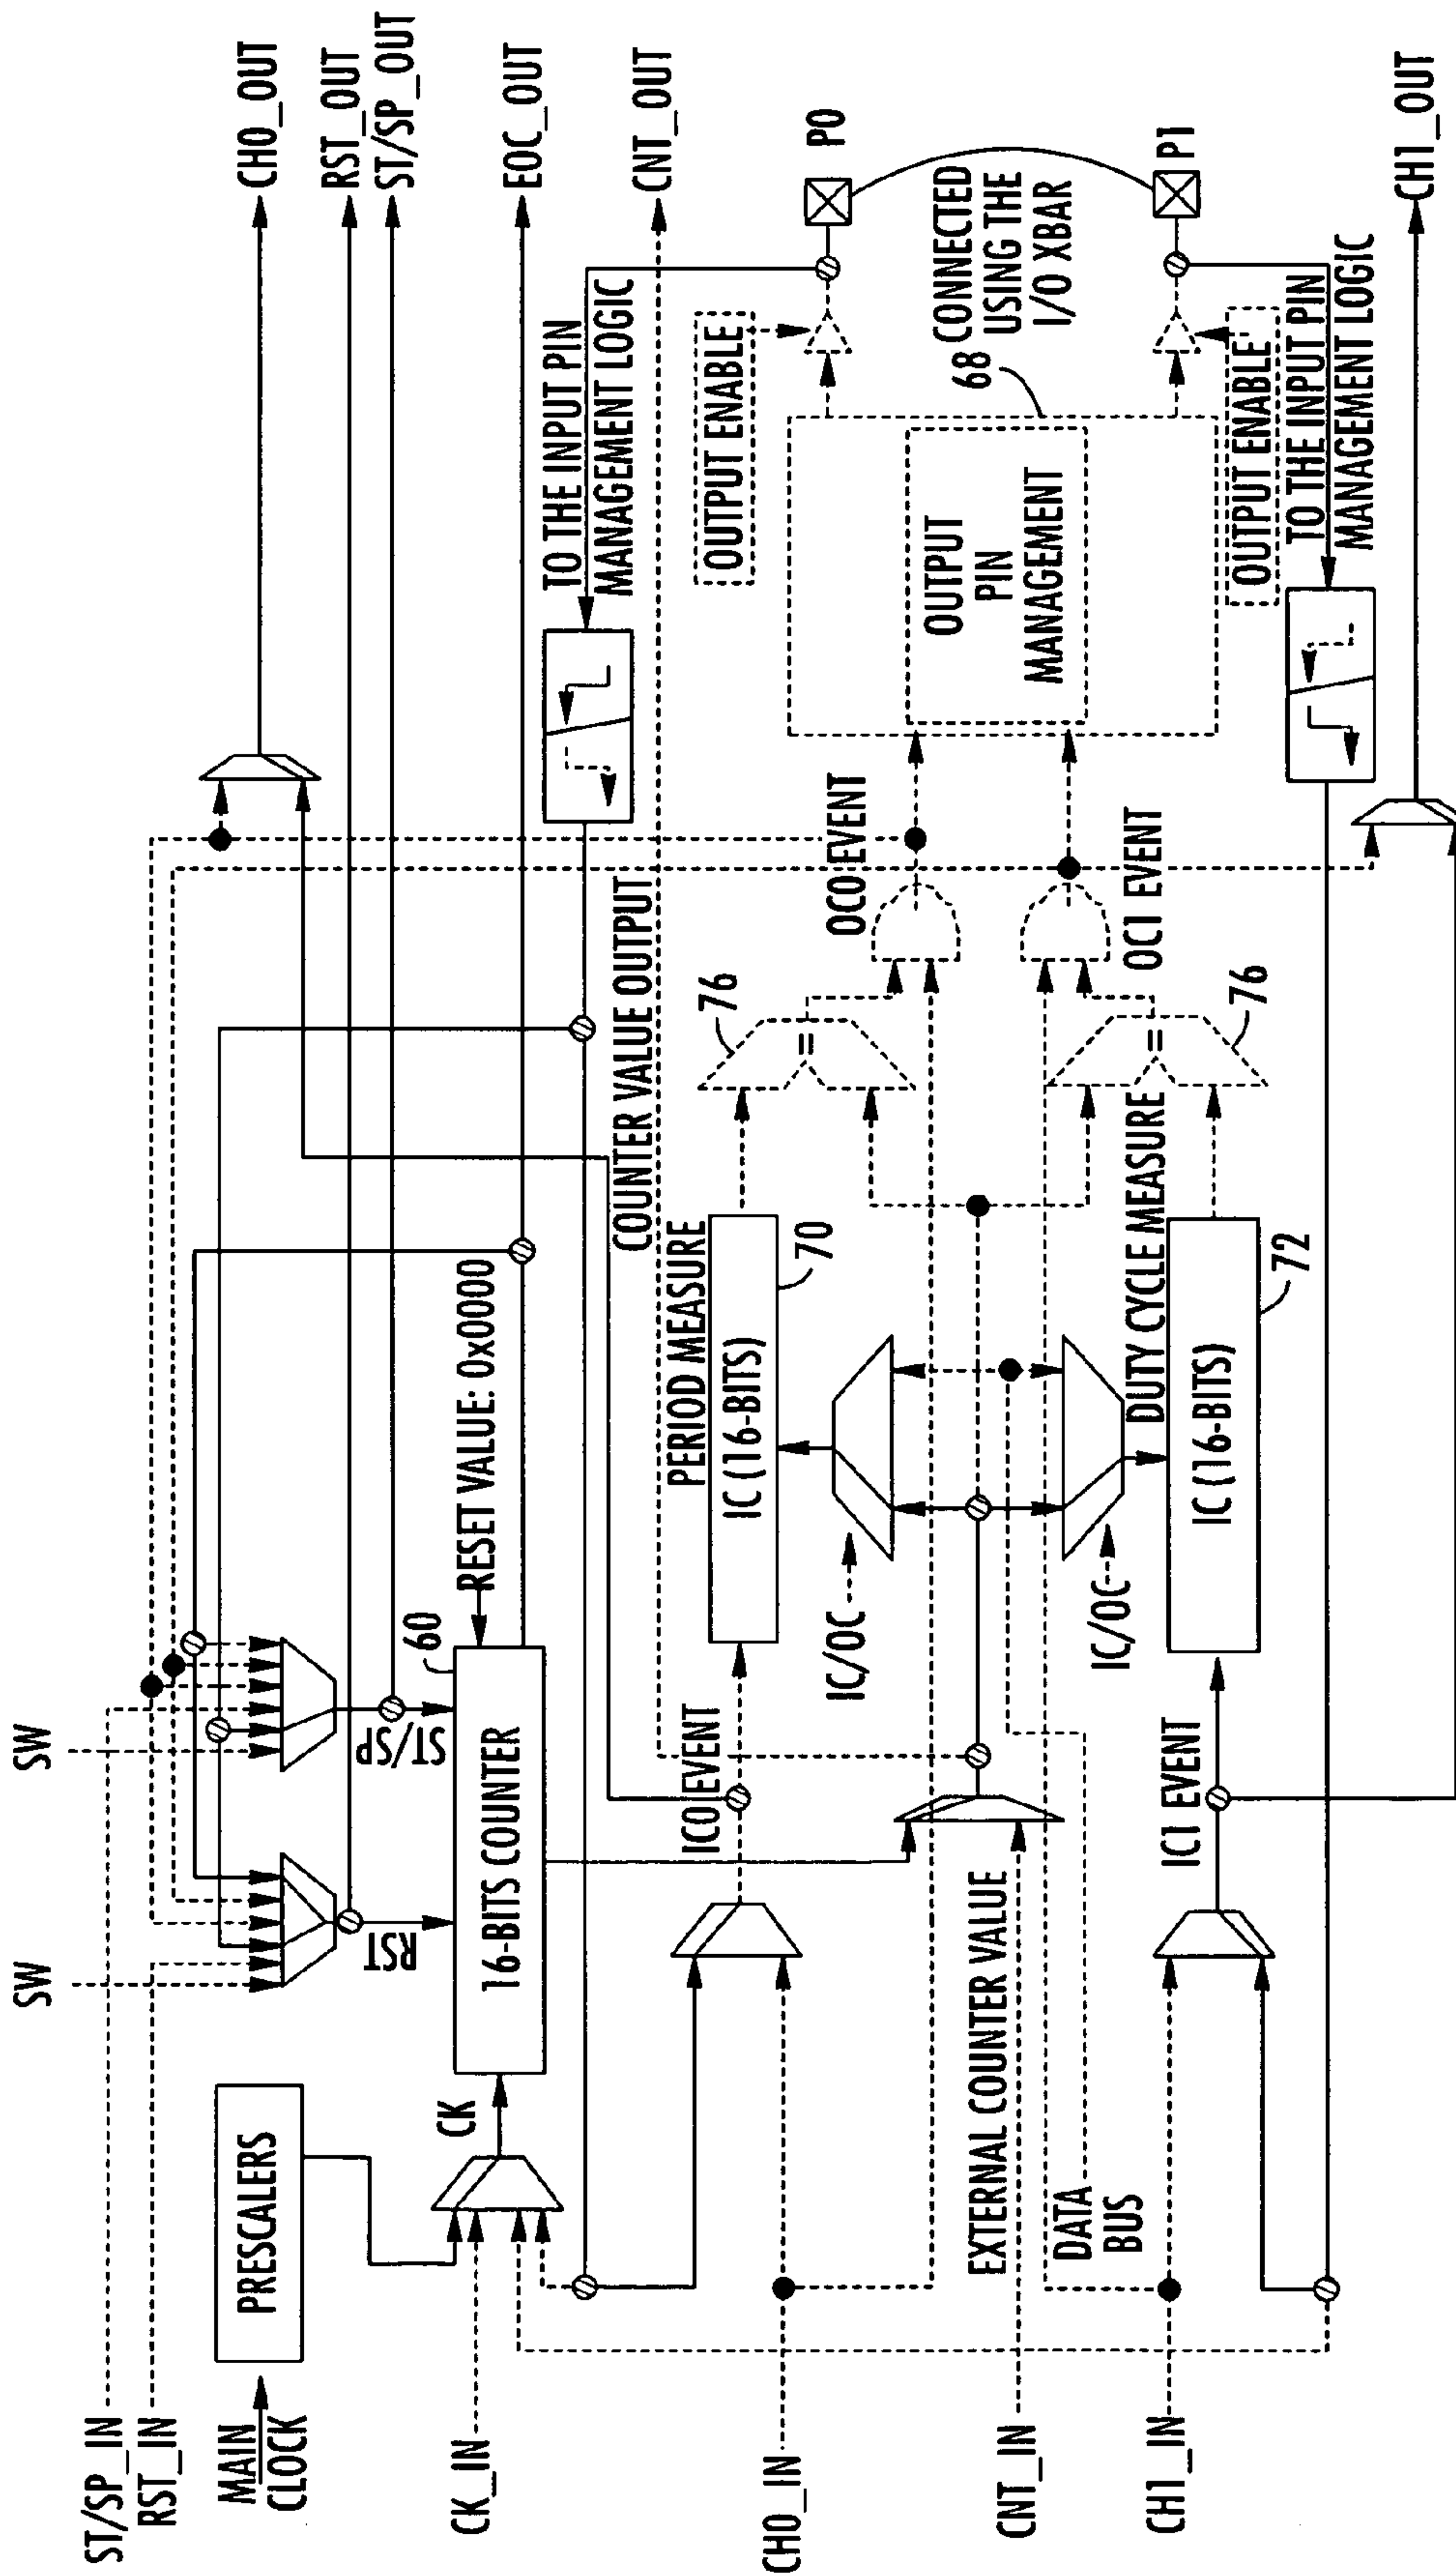 ST/SP_IN
RST_IN
MAIN
CLOCK
CK_IN
CH0_IN
CNT_IN
CH1_IN
SW
SW
PRESCALERS
CK
RST
ST/SP
16-BITS COUNTER
60
RESET VALUE: 0x0000
CH0_OUT
RST_OUT
ST/SP_OUT
EOC_OUT
CNT_OUT
TO THE INPUT PIN
MANAGEMENT LOGIC
COUNTER VALUE OUTPUT
IC0 EVENT
PERIOD MEASURE
IC (16-BITS)
70
76
=
OC0 EVENT
OUTPUT ENABLE
P0
IC/OC
EXTERNAL COUNTER VALUE
DATA
BUS
OUTPUT
PIN
MANAGEMENT
68
CONNECTED
USING THE
I/O XBAR
IC/OC
DUTY CYCLE MEASURE
IC1 EVENT
IC (16-BITS)
72
=
76
OC1 EVENT
P1
OUTPUT ENABLE
TO THE INPUT PIN
MANAGEMENT LOGIC
CH1_OUT